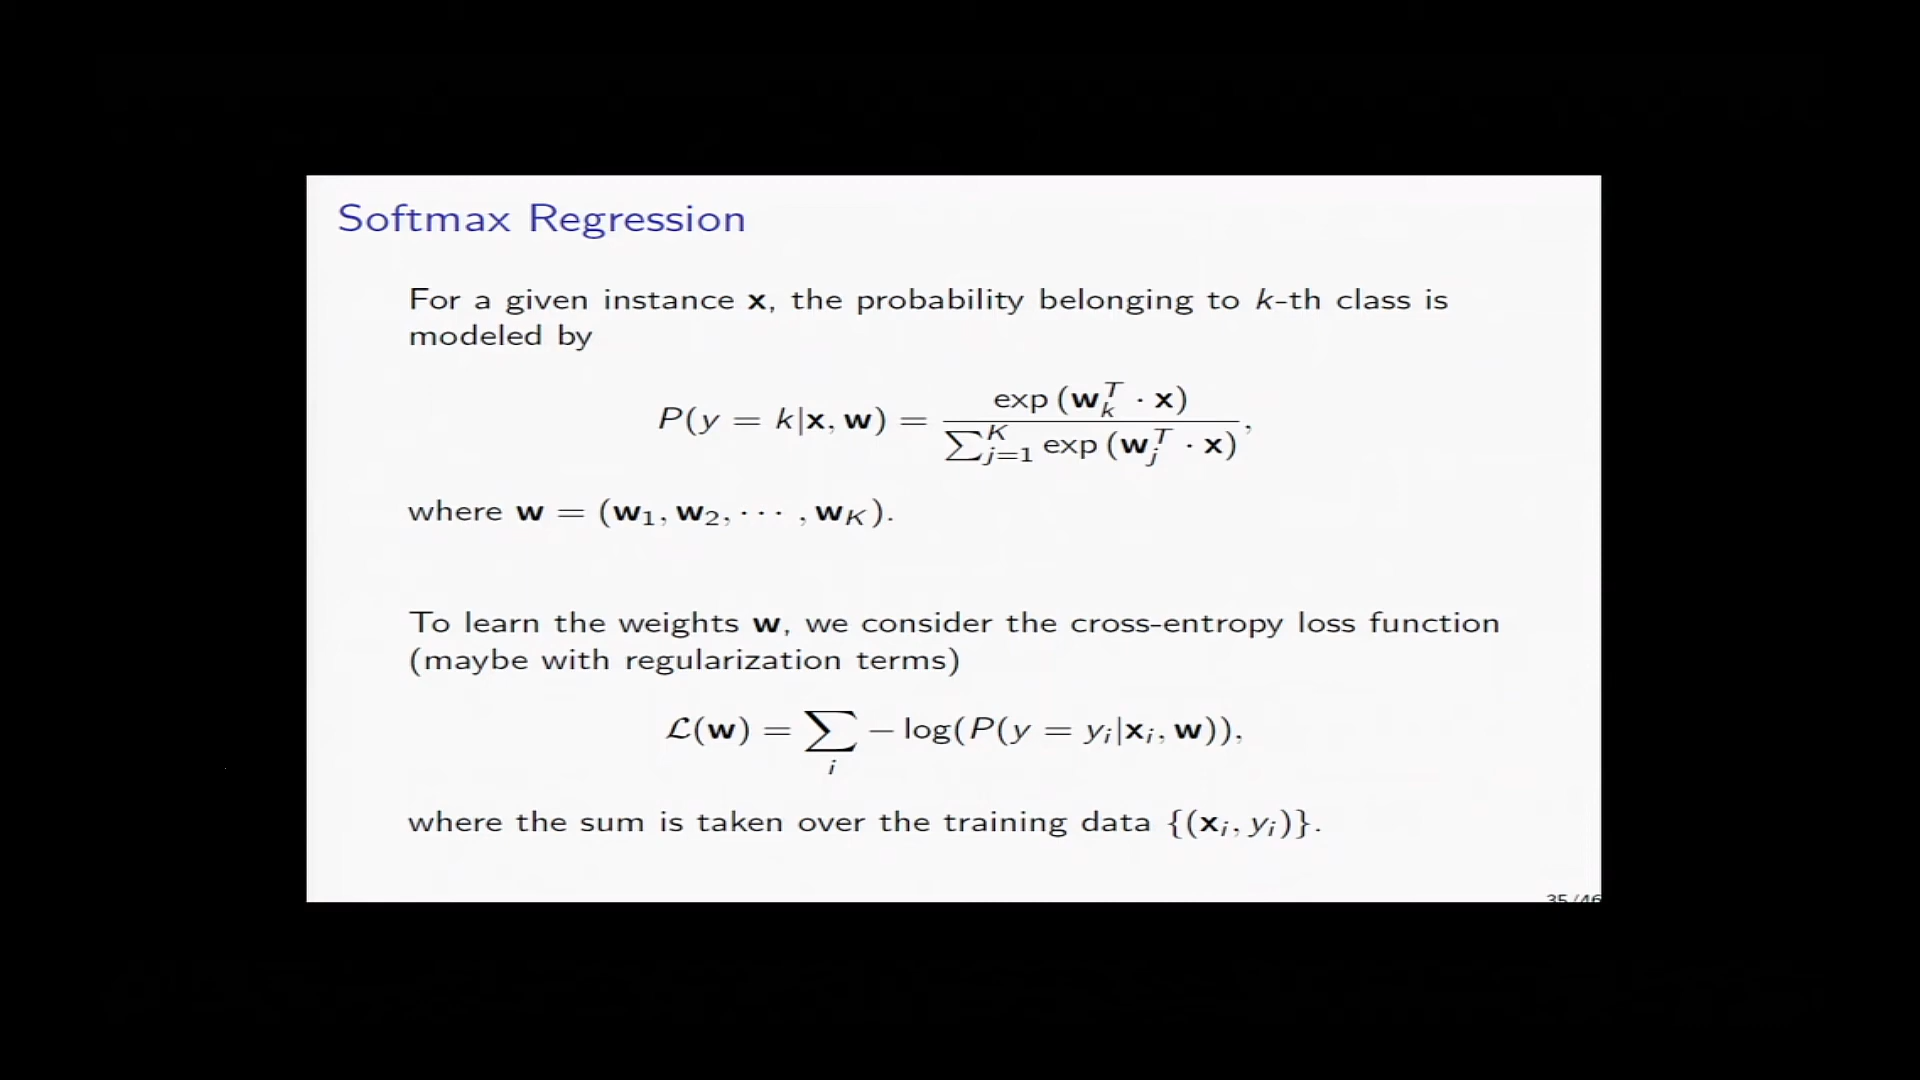 Softmax Regression
For a given instance x, the probability belonging to k-th class is
modeled by
P(y = k|x, w) = exp (w_k^T · x) / ∑_{j=1}^K exp (w_j^T · x),
where w = (w_1, w_2, ··· , w_K).
To learn the weights w, we consider the cross-entropy loss function
(maybe with regularization terms)
L(w) = ∑_i − log(P(y = y_i|x_i, w)),
where the sum is taken over the training data {(x_i, y_i)}.
35/46